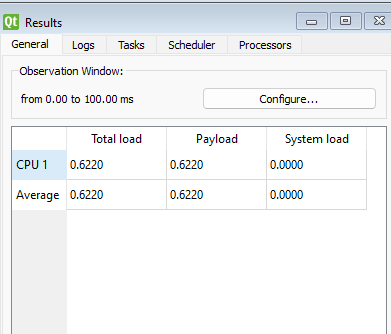 Qt Results
General Logs Tasks Scheduler Processors
Observation Window:
from 0.00 to 100.00 ms Configure...
Total load Payload System load
CPU 1 0.6220 0.6220 0.0000
Average 0.6220 0.6220 0.0000